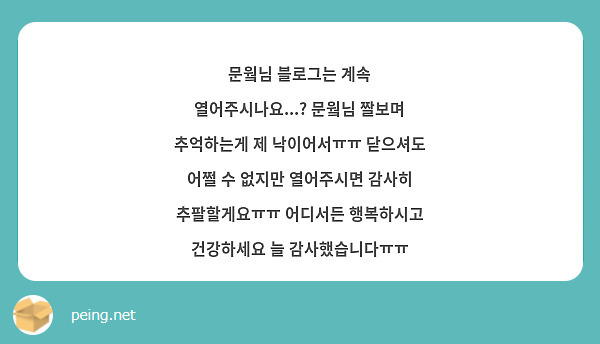 문웤님 블로그는 계속
열어주시나요...? 문웤님 짤보며
추억하는게 제 낙이어서ㅠㅠ 닫으셔도
어쩔 수 없지만 열어주시면 감사히
추팔할게요ㅠㅠ 어디서든 행복하시고
건강하세요 늘 감사했습니다ㅠㅠ
peing.net